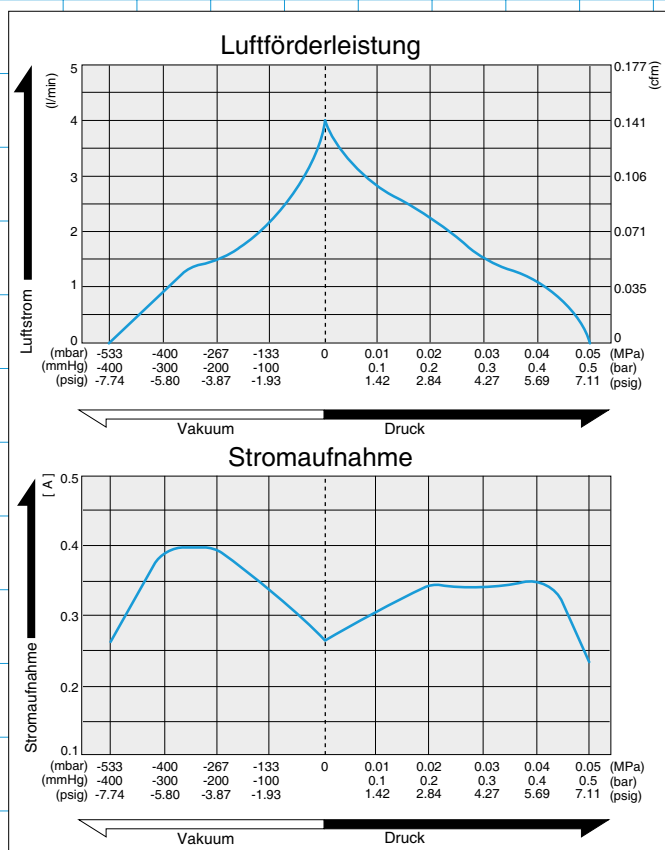 Luftförderleistung
(l/min)
(cfm)
5
4
3
2
1
0
0.177
0.141
0.106
0.071
0.035
0
Luftstrom
(mbar) -533 -400 -267 -133 0 0.01 0.02 0.03 0.04 0.05 (MPa)
(mmHg) -400 -300 -200 -100 0.1 0.2 0.3 0.4 0.5 (bar)
(psig) -7.74 -5.80 -3.87 -1.93 1.42 2.84 4.27 5.69 7.11 (psig)
Vakuum Druck
Stromaufnahme
[ A ]
0.5
0.4
0.3
0.2
0.1
Stromaufnahme
(mbar) -533 -400 -267 -133 0 0.01 0.02 0.03 0.04 0.05 (MPa)
(mmHg) -400 -300 -200 -100 0.1 0.2 0.3 0.4 0.5 (bar)
(psig) -7.74 -5.80 -3.87 -1.93 1.42 2.84 4.27 5.69 7.11 (psig)
Vakuum Druck